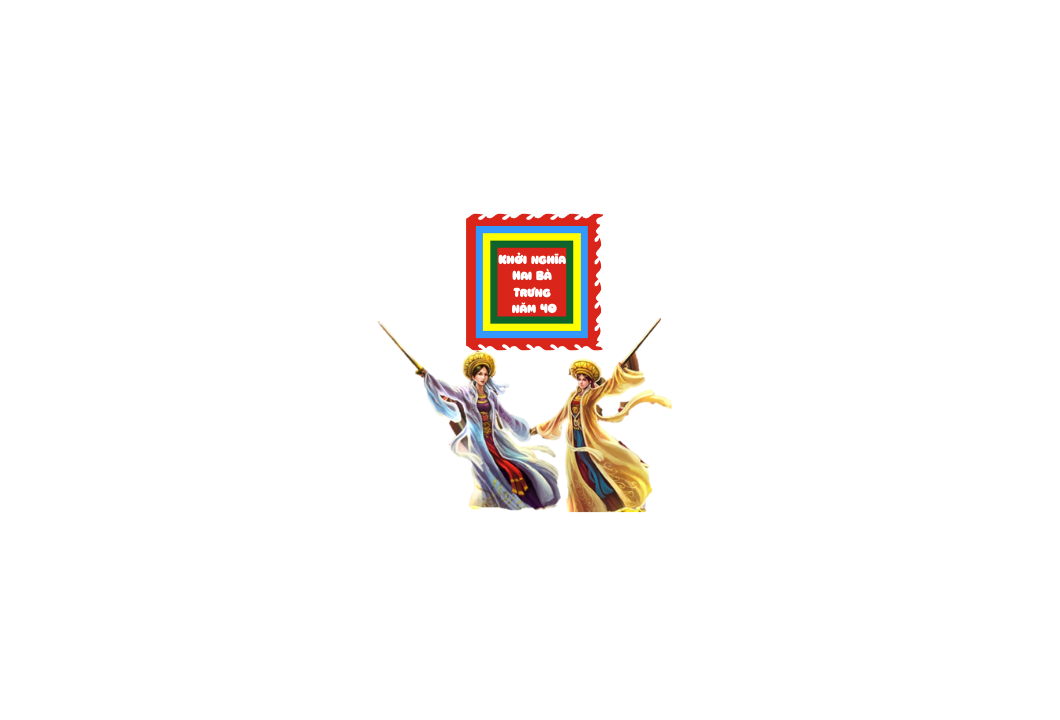 Khởi nghĩa
Hai Bà
Trưng
năm 40